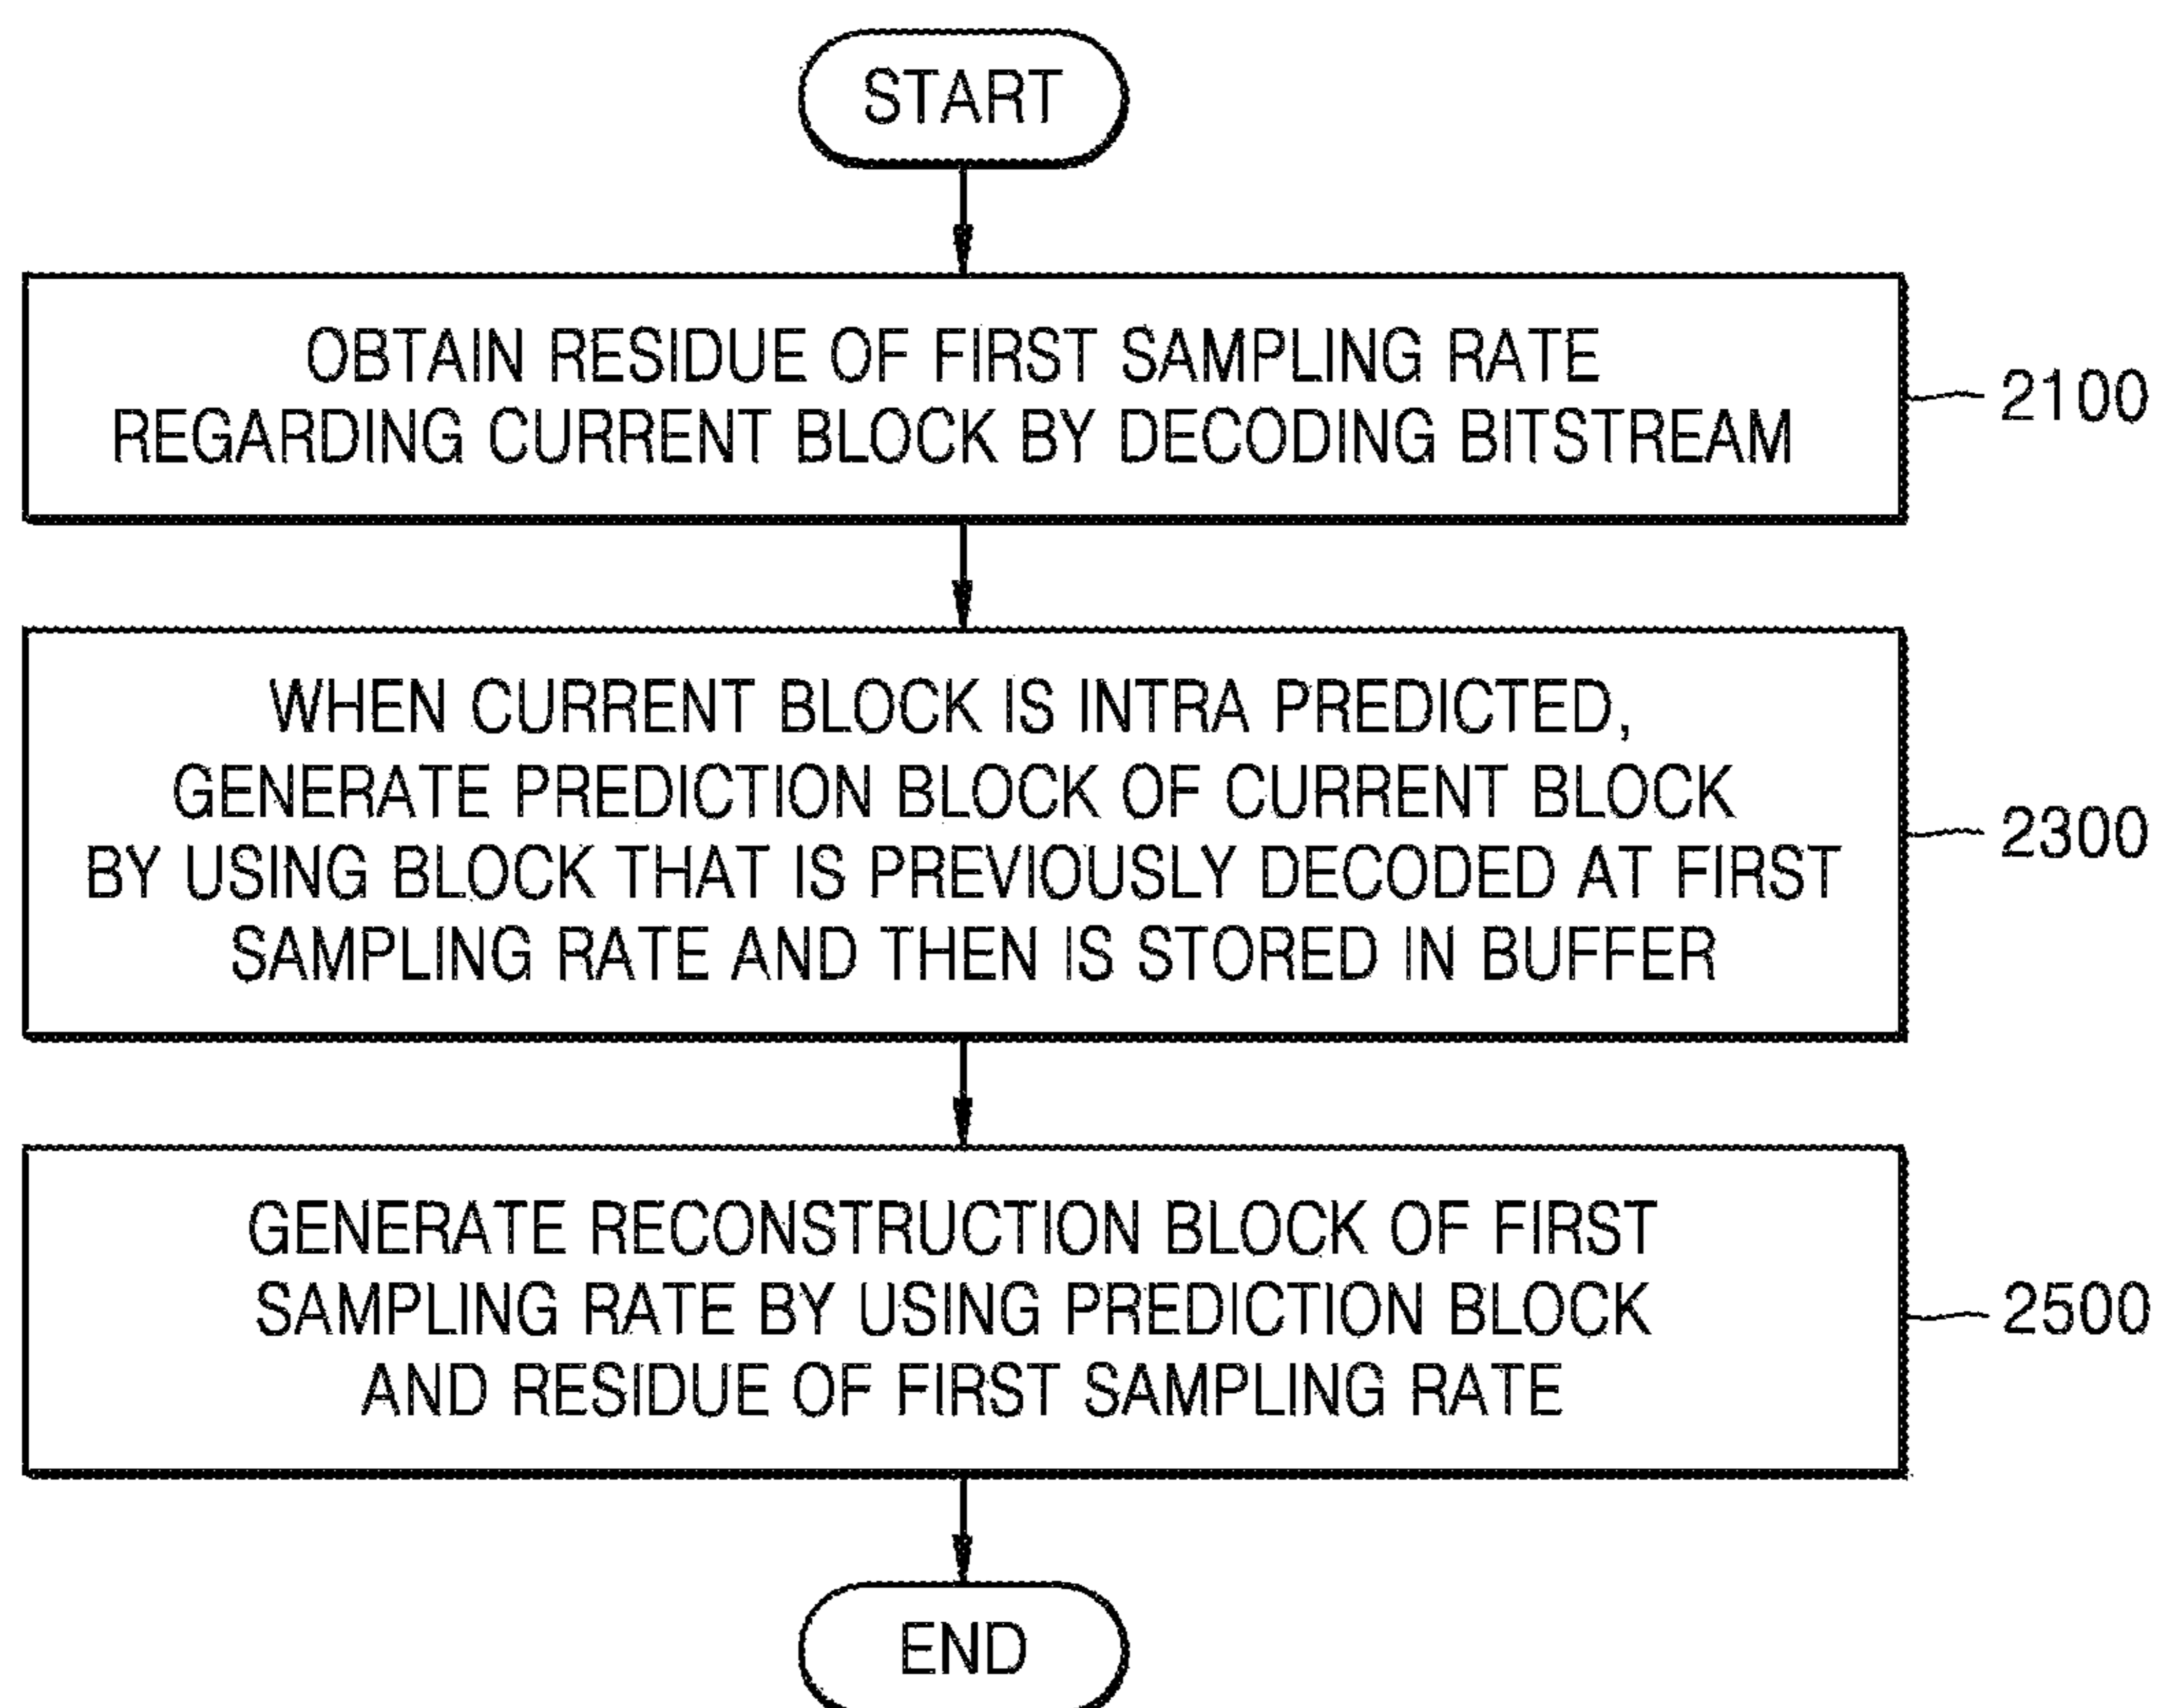 START
OBTAIN RESIDUE OF FIRST SAMPLING RATE
REGARDING CURRENT BLOCK BY DECODING BITSTREAM
2100
WHEN CURRENT BLOCK IS INTRA PREDICTED,
GENERATE PREDICTION BLOCK OF CURRENT BLOCK
BY USING BLOCK THAT IS PREVIOUSLY DECODED AT FIRST
SAMPLING RATE AND THEN IS STORED IN BUFFER
2300
GENERATE RECONSTRUCTION BLOCK OF FIRST
SAMPLING RATE BY USING PREDICTION BLOCK
AND RESIDUE OF FIRST SAMPLING RATE
2500
END